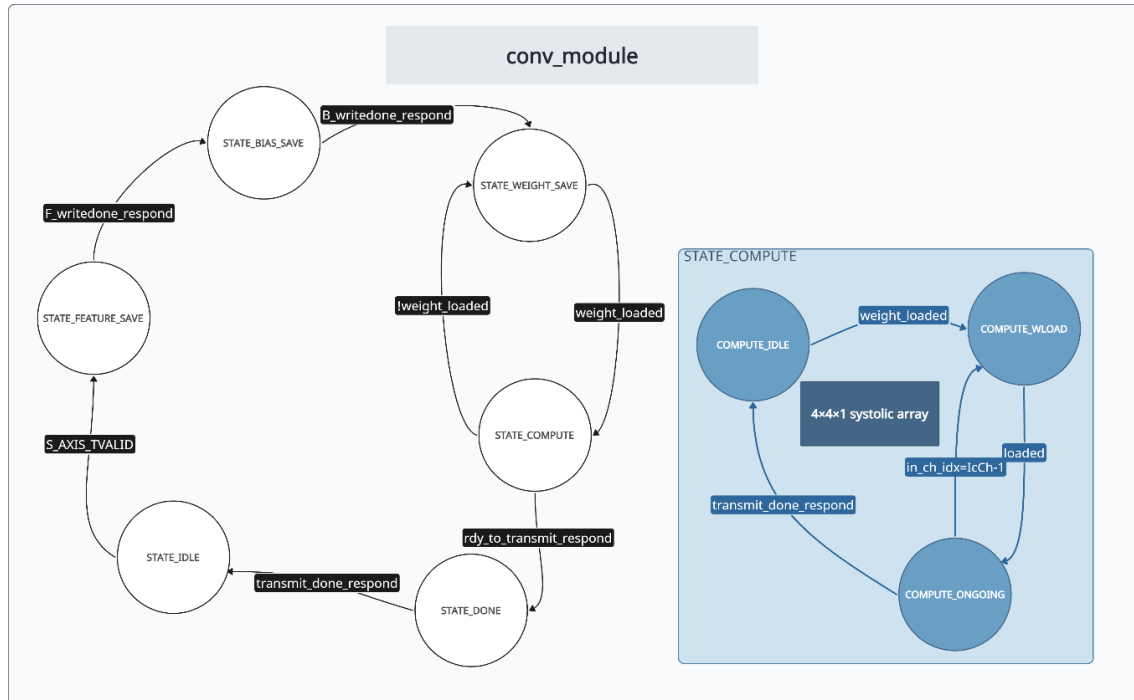 conv_module
B_writedone_respond
STATE_BIAS_SAVE
STATE_WEIGHT_SAVE
F_writedone_respond
STATE_FEATURE_SAVE
!weight_loaded
weight_loaded
S_AXIS_TVALID
STATE_COMPUTE
rdy_to_transmit_respond
STATE_IDLE
transmit_done_respond
STATE_DONE
STATE_COMPUTE
weight_loaded
COMPUTE_IDLE
COMPUTE_WLOAD
4×4×1 systolic array
loaded
in_ch_idx=IcCh-1
transmit_done_respond
COMPUTE_ONGOING